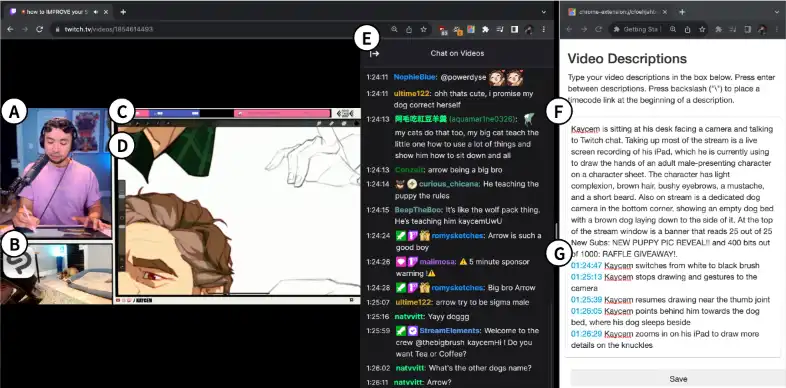 how to IMPROVE your S
twitch.tv/videos/1654614493
E
Chat on Videos
A
B
C
D
/KAYCEM
1:24:11 NophieBlue: @powerdyse
1:24:11 ultime122: ohh thats cute, i promise my
dog correct herself
1:24:13 阿毛吃紅豆羊羹 (aquamar1ne0326):
my cats do that too, my big cat teach the
little one how to use a lot of things and
show him how to sit down and all
1:24:13 Conzeiz: arrow being a big bro
1:24:14 curious_chicana: He teaching the
puppy the rules
1:24:15 BeepTheBoo: It's like the wolf pack thing.
He's teaching him kaycemUwU
1:24:24 romysketches: Arrow is such a
good boy
1:24:26 malimosa: ⚠ 5 minute sponsor
warning !⚠
1:24:28 romysketches: Big bro Arrow
1:25:07 ultime122: arrow try to be sigma male
1:25:16 natvvitt: Yayy doggg
1:25:59 StreamElements: Welcome to the
crew @thebigbrush kaycemHi ! Do you
want Tea or Coffee?
1:26:02 natvvitt: What's the other dogs name?
1:26:11 natvvitt: Arrow?
chrome-extension://cfoehjahb
Getting Sta
Video Descriptions
Type your video descriptions in the box below. Press enter
between descriptions. Press backslash ("\") to place a
timecode link at the beginning of a description.
F
Kaycem is sitting at his desk facing a camera and talking
to Twitch chat. Taking up most of the stream is a live
screen recording of his iPad, which he is currently using
to draw the hands of an adult male-presenting character
on a character sheet. The character has light
complexion, brown hair, bushy eyebrows, a mustache,
and a short beard. Also on stream is a dedicated dog
camera in the bottom corner, showing an empty dog bed
with a brown dog laying down to the side of it. At the top
of the stream window is a banner that reads 25 out of 25
New Subs: NEW PUPPY PIC REVEAL!! and 400 bits out
of 1000: RAFFLE GIVEAWAY!.
G
01:24:47 Kaycem switches from white to black brush
01:25:13 Kaycem stops drawing and gestures to the
camera
01:25:39 Kaycem resumes drawing near the thumb joint
01:26:05 Kaycem points behind him towards the dog
bed, where his dog sleeps beside
01:26:29 Kaycem zooms in on his iPad to draw more
details on the knuckles
Save